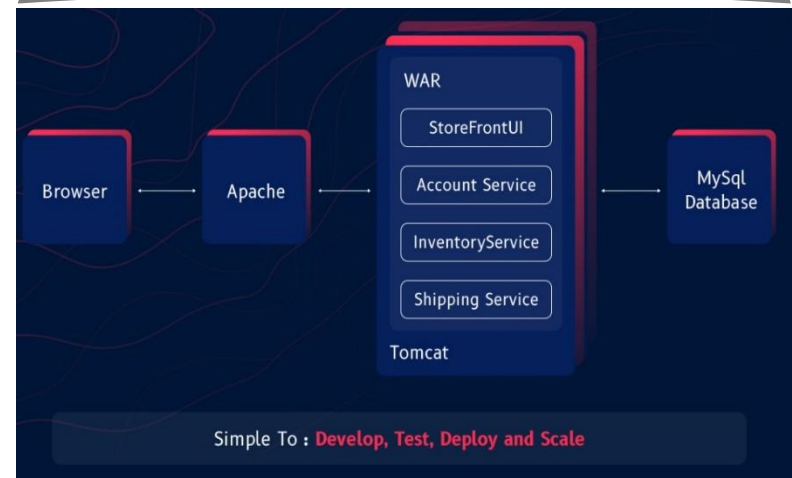 WAR
StoreFrontUI
Account Service
InventoryService
Shipping Service
Tomcat
Browser
Apache
MySql
Database
Simple To : Develop, Test, Deploy and Scale